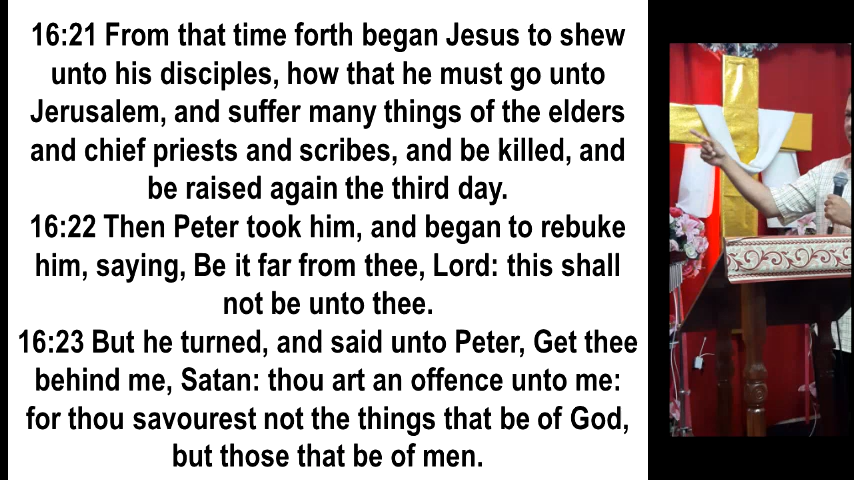 16:21 From that time forth began Jesus to shew
unto his disciples, how that he must go unto
Jerusalem, and suffer many things of the elders
and chief priests and scribes, and be killed, and
be raised again the third day.
16:22 Then Peter took him, and began to rebuke
him, saying, Be it far from thee, Lord: this shall
not be unto thee.
16:23 But he turned, and said unto Peter, Get thee
behind me, Satan: thou art an offence unto me:
for thou savourest not the things that be of God,
but those that be of men.